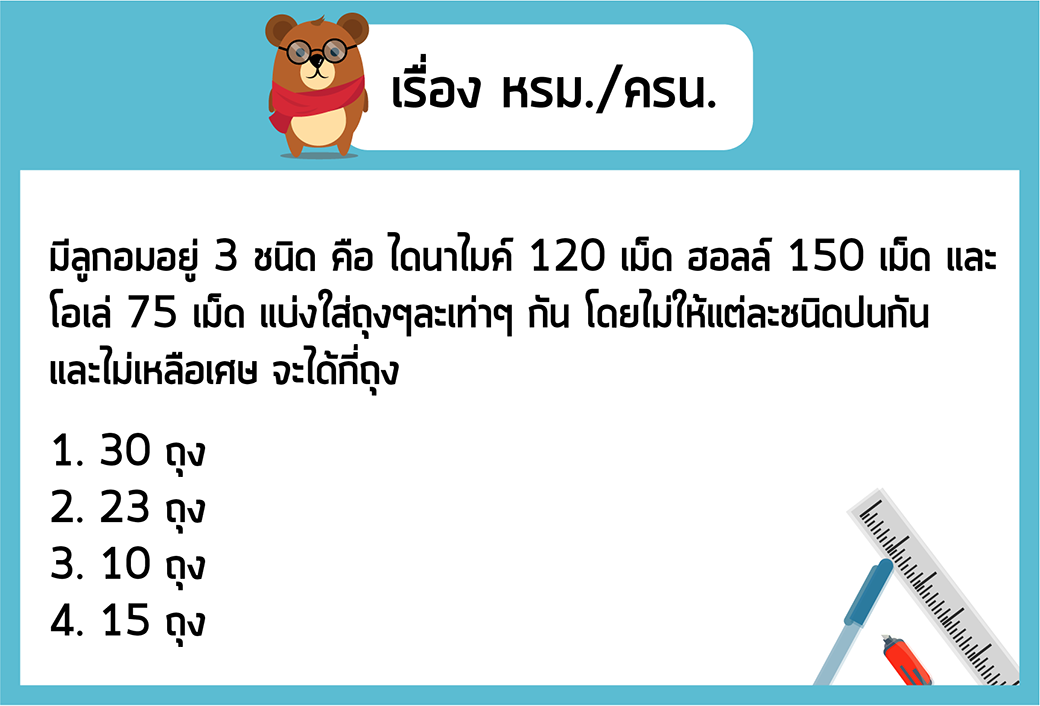 เรื่อง หรม./ครน.
มีลูกอมอยู่ 3 ชนิด คือ ไดนาไมค์ 120 เม็ด ฮอลล์ 150 เม็ด และ
โอเล่ 75 เม็ด แบ่งใส่ถุงๆละเท่าๆ กัน โดยไม่ให้แต่ละชนิดปนกัน
และไม่เหลือเศษ จะได้กี่ถุง
1. 30 ถุง
2. 23 ถุง
3. 10 ถุง
4. 15 ถุง